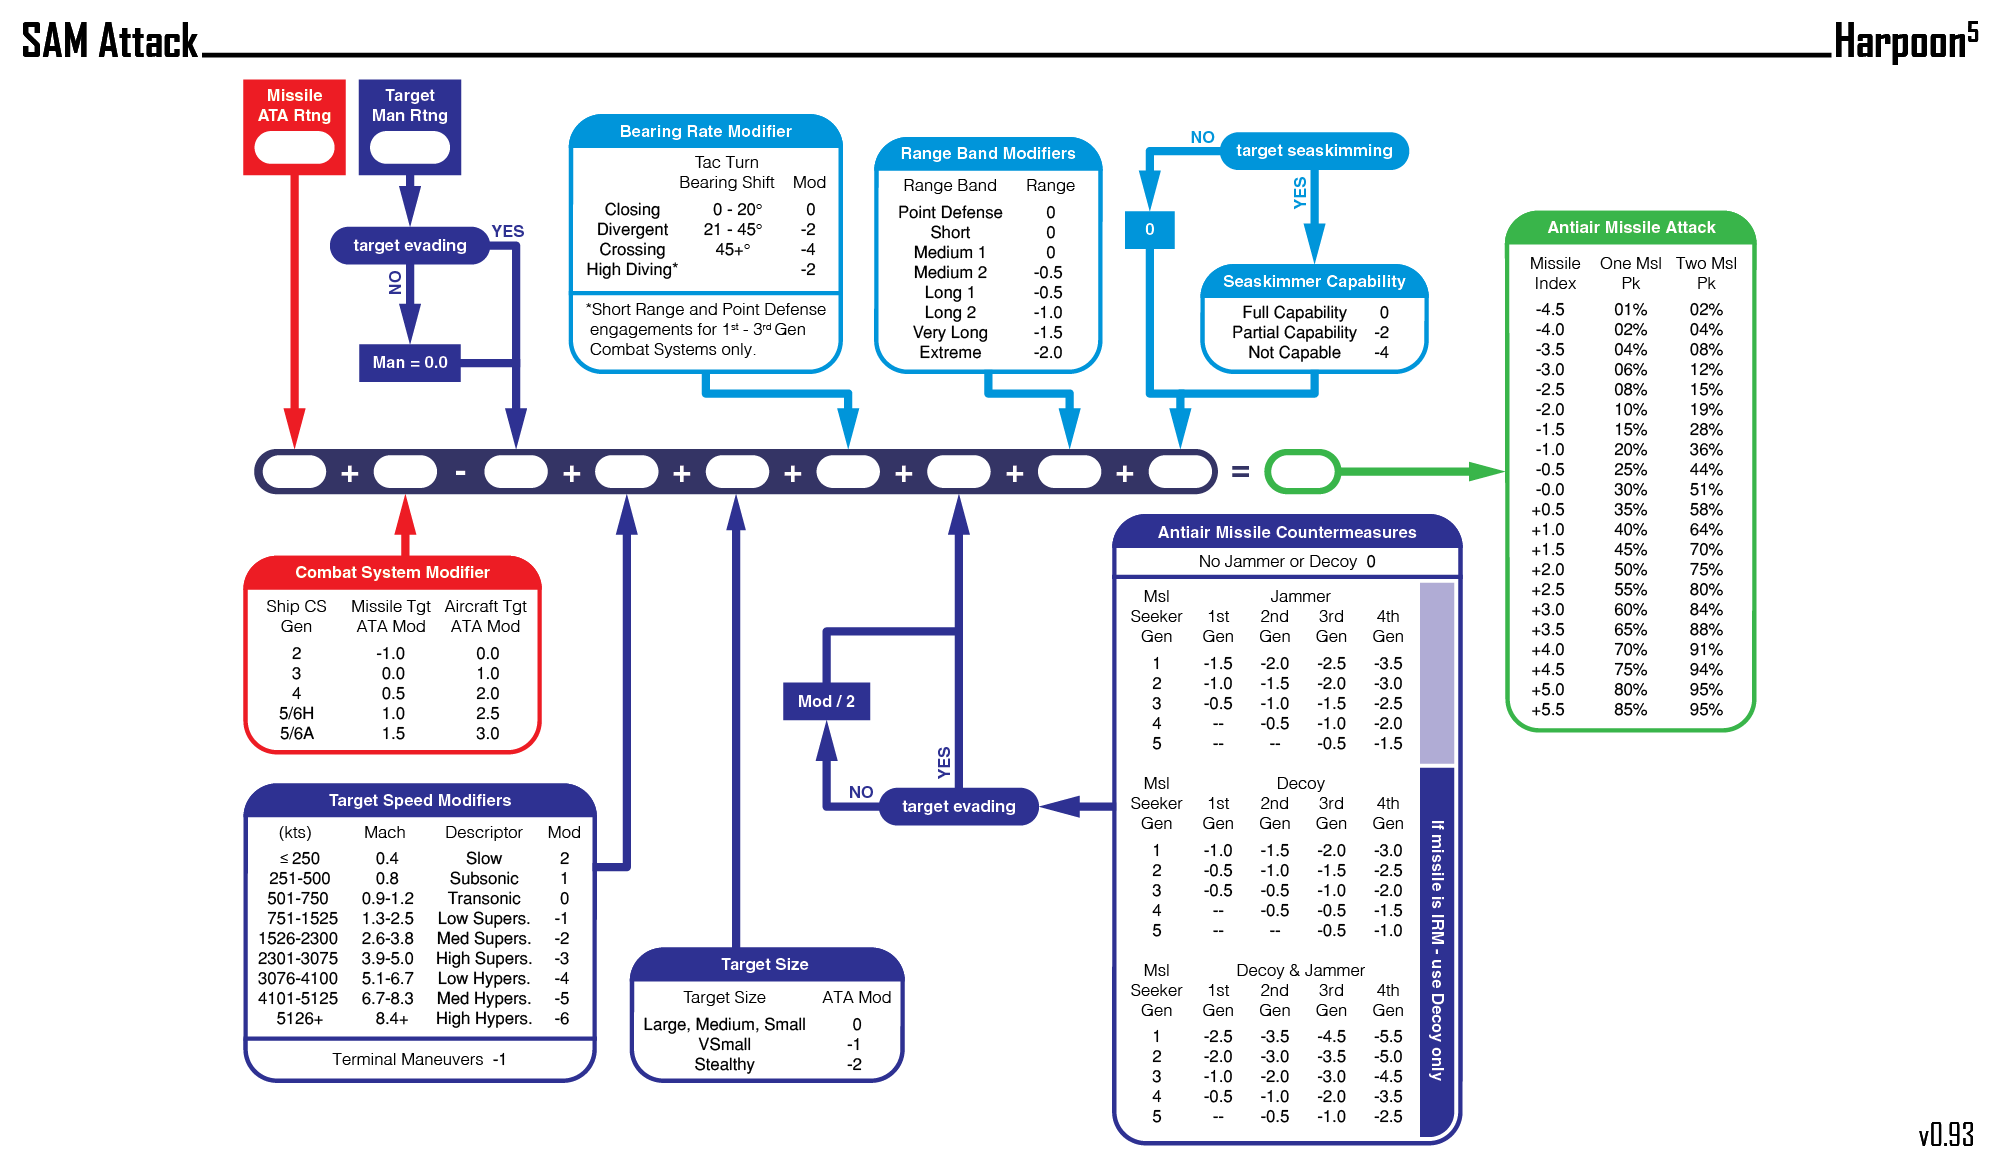 SAM Attack
Harpoon5
Missile
ATA Rtng
Target
Man Rtng
target evading
YES
NO
Man = 0.0
Bearing Rate Modifier
Tac Turn
Bearing Shift Mod
Closing 0 - 20° 0
Divergent 21 - 45° -2
Crossing 45+° -4
High Diving* -2
*Short Range and Point Defense
engagements for 1st - 3rd Gen
Combat Systems only.
Range Band Modifiers
Range Band Range
Point Defense 0
Short 0
Medium 1 0
Medium 2 -0.5
Long 1 -0.5
Long 2 -1.0
Very Long -1.5
Extreme -2.0
NO
target seaskimming
YES
0
Seaskimmer Capability
Full Capability 0
Partial Capability -2
Not Capable -4
+ - + + + + + + =
Antiair Missile Attack
Missile One Msl Two Msl
Index Pk Pk
-4.5 01% 02%
-4.0 02% 04%
-3.5 04% 08%
-3.0 06% 12%
-2.5 08% 15%
-2.0 10% 19%
-1.5 15% 28%
-1.0 20% 36%
-0.5 25% 44%
-0.0 30% 51%
+0.5 35% 58%
+1.0 40% 64%
+1.5 45% 70%
+2.0 50% 75%
+2.5 55% 80%
+3.0 60% 84%
+3.5 65% 88%
+4.0 70% 91%
+4.5 75% 94%
+5.0 80% 95%
+5.5 85% 95%
Combat System Modifier
Ship CS Missile Tgt Aircraft Tgt
Gen ATA Mod ATA Mod
2 -1.0 0.0
3 0.0 1.0
4 0.5 2.0
5/6H 1.0 2.5
5/6A 1.5 3.0
Target Speed Modifiers
(kts) Mach Descriptor Mod
≤ 250 0.4 Slow 2
251-500 0.8 Subsonic 1
501-750 0.9-1.2 Transonic 0
751-1525 1.3-2.5 Low Supers. -1
1526-2300 2.6-3.8 Med Supers. -2
2301-3075 3.9-5.0 High Supers. -3
3076-4100 5.1-6.7 Low Hypers. -4
4101-5125 6.7-8.3 Med Hypers. -5
5126+ 8.4+ High Hypers. -6
Terminal Maneuvers -1
Target Size
Target Size ATA Mod
Large, Medium, Small 0
VSmall -1
Stealthy -2
Mod / 2
NO
YES
target evading
Antiair Missile Countermeasures
No Jammer or Decoy 0
Msl Jammer
Seeker 1st 2nd 3rd 4th
Gen Gen Gen Gen Gen
1 -1.5 -2.0 -2.5 -3.5
2 -1.0 -1.5 -2.0 -3.0
3 -0.5 -1.0 -1.5 -2.5
4 -- -0.5 -1.0 -2.0
5 -- -- -0.5 -1.5
Msl Decoy
Seeker 1st 2nd 3rd 4th
Gen Gen Gen Gen Gen
1 -1.0 -1.5 -2.0 -3.0
2 -0.5 -1.0 -1.5 -2.5
3 -0.5 -0.5 -1.0 -2.0
4 -- -0.5 -0.5 -1.5
5 -- -- -0.5 -1.0
Msl Decoy & Jammer
Seeker 1st 2nd 3rd 4th
Gen Gen Gen Gen Gen
1 -2.5 -3.5 -4.5 -5.5
2 -2.0 -3.0 -3.5 -5.0
3 -1.0 -2.0 -3.0 -4.5
4 -0.5 -1.0 -2.0 -3.5
5 -- -0.5 -1.0 -2.5
If missile is IRM - use Decoy only
v0.93